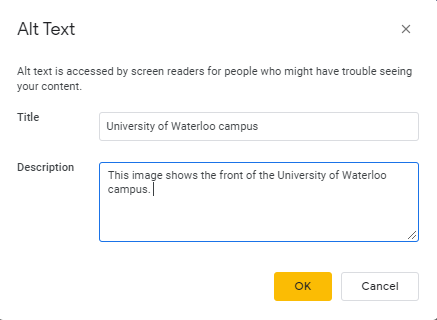 Alt Text
Alt text is accessed by screen readers for people who might have trouble seeing
your content.
Title
University of Waterloo campus
Description
This image shows the front of the University of Waterloo
campus.
OK
Cancel